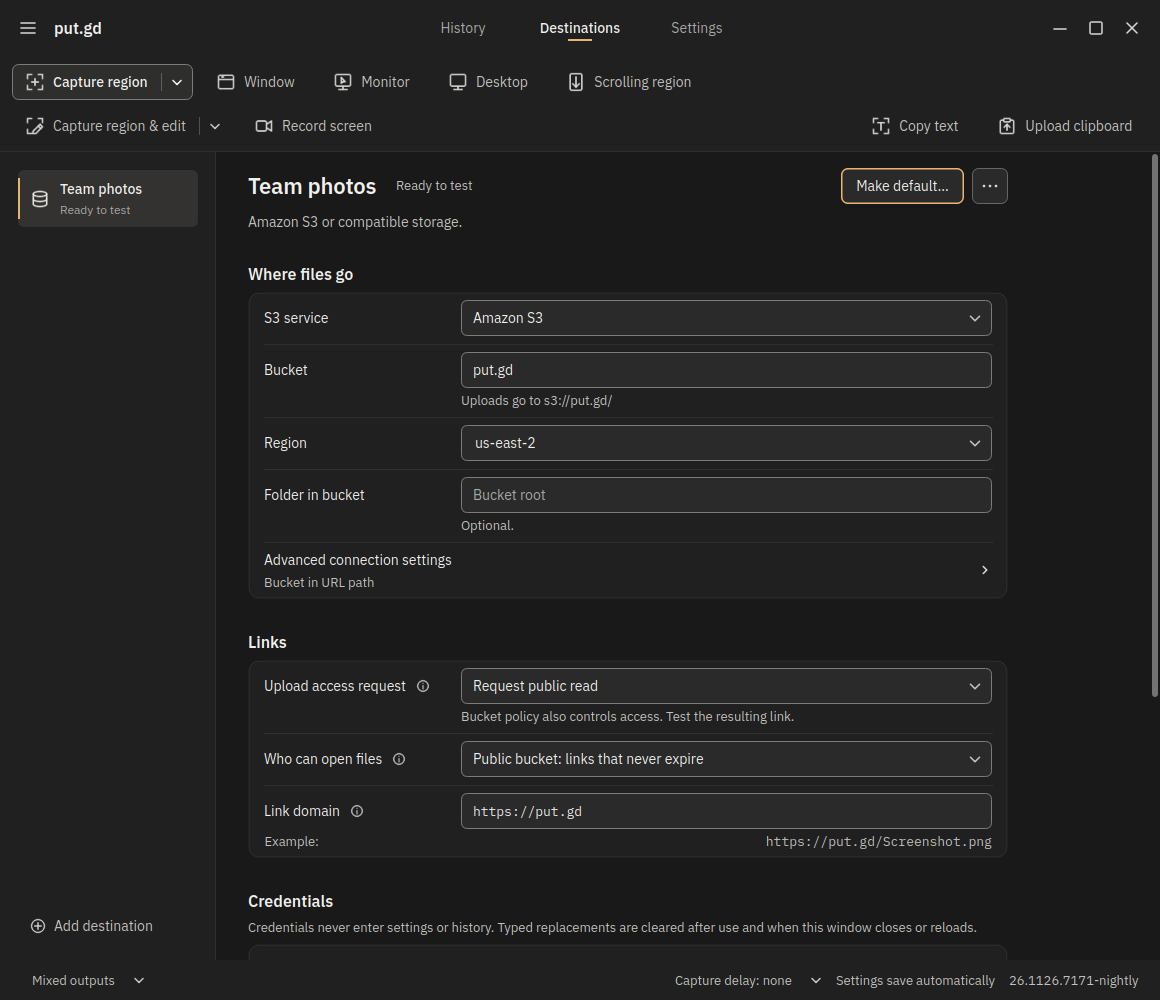 put.gd
History
Destinations
Settings
Capture region
Window
Monitor
Desktop
Scrolling region
Capture region & edit
Record screen
Copy text
Upload clipboard
Team photos
Ready to test
Add destination
Team photos
Ready to test
Make default...
Amazon S3 or compatible storage.
Where files go
S3 service
Amazon S3
Bucket
put.gd
Uploads go to s3://put.gd/
Region
us-east-2
Folder in bucket
Bucket root
Optional.
Advanced connection settings
Bucket in URL path
Links
Upload access request
Request public read
Bucket policy also controls access. Test the resulting link.
Who can open files
Public bucket: links that never expire
Link domain
https://put.gd
Example:
https://put.gd/Screenshot.png
Credentials
Credentials never enter settings or history. Typed replacements are cleared after use and when this window closes or reloads.
Mixed outputs
Capture delay: none
Settings save automatically
26.1126.7171-nightly